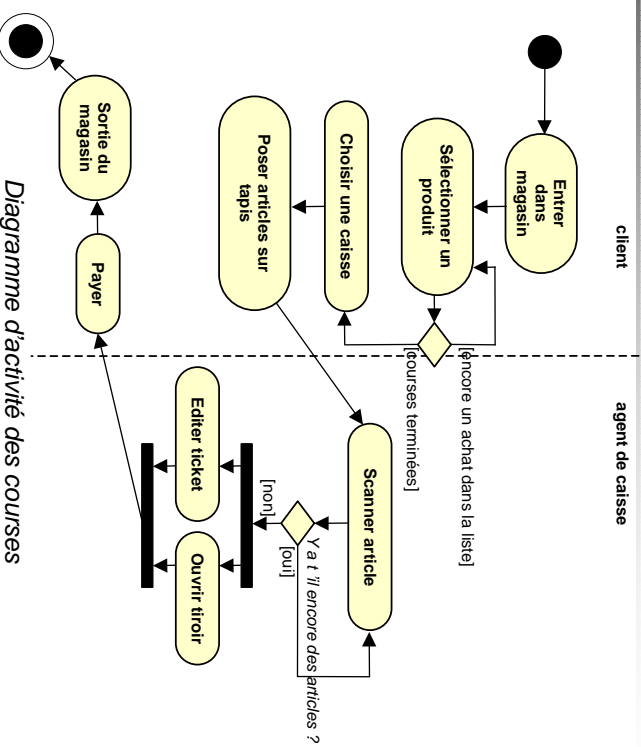 client
agent de caisse
Entrer
dans
magasin
Sélectionner un
produit
[encore un achat dans la liste]
[courses terminées]
Choisir une caisse
Poser articles sur
tapis
Scanner article
Y a t 'il encore des articles ?
[oui]
[non]
Editer ticket
Ouvrir tiroir
Payer
Sortie du
magasin
Diagramme d'activité des courses